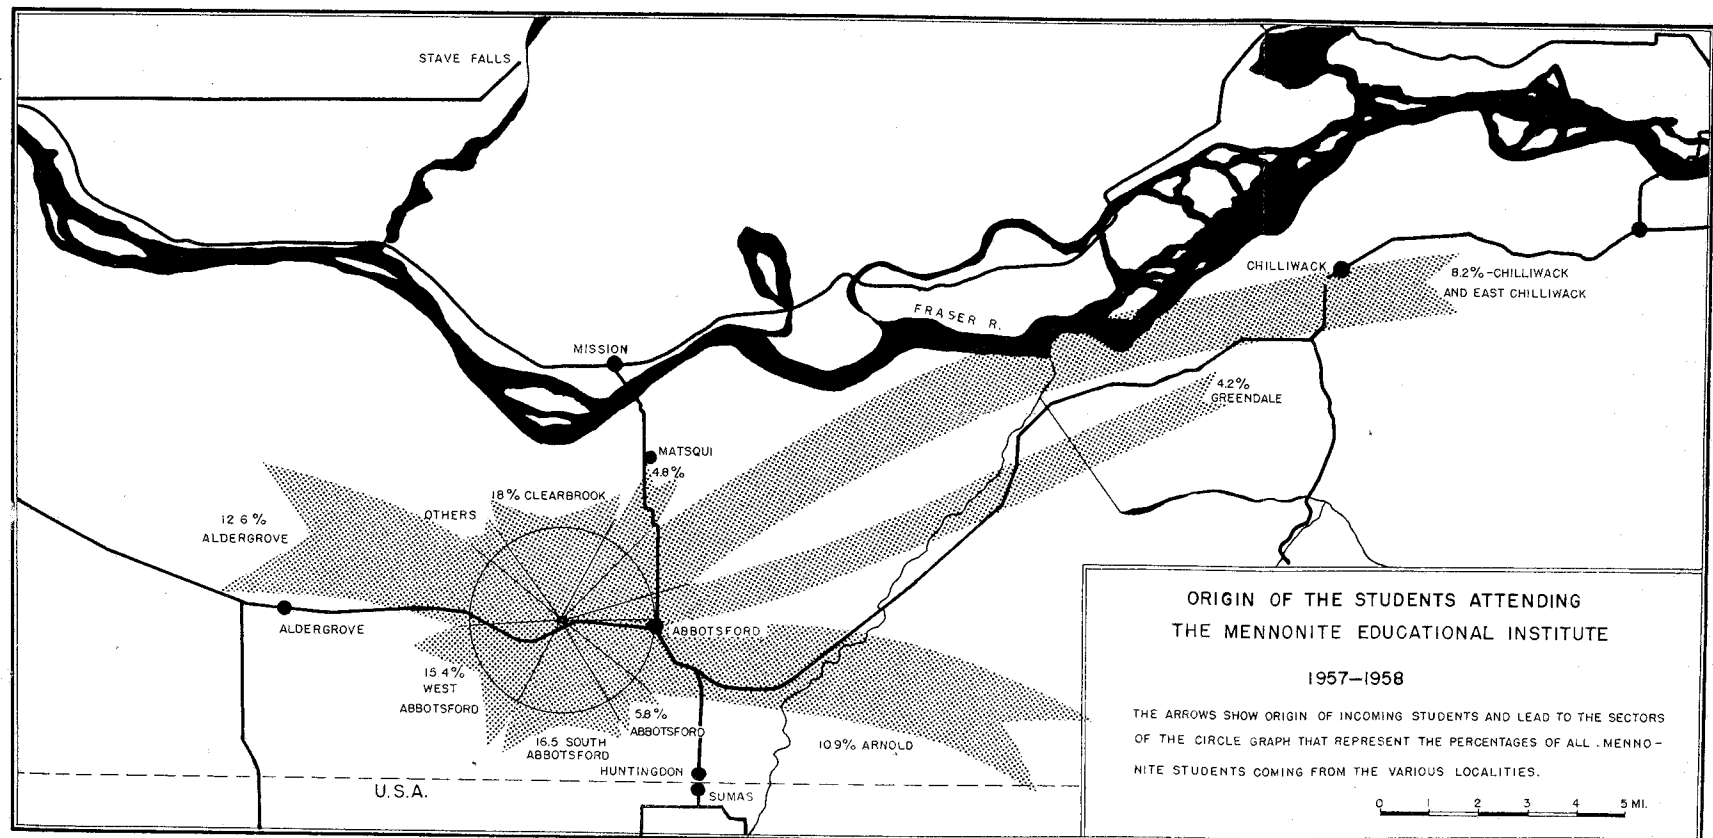 STAVE FALLS
CHILLIWACK
8.2%-CHILLIWACK
AND EAST CHILLIWACK
FRASER R.
MISSION
4.2%
GREENDALE
MATSQUI
4.8%
18% CLEARBROOK
OTHERS
12.6%
ALDERGROVE
ALDERGROVE
ABBOTSFORD
15.4%
WEST
ABBOTSFORD
5.8%
ABBOTSFORD
16.5 SOUTH
ABBOTSFORD
10.9% ARNOLD
HUNTINGDON
U.S.A.
SUMAS
ORIGIN OF THE STUDENTS ATTENDING
THE MENNONITE EDUCATIONAL INSTITUTE
1957-1958
THE ARROWS SHOW ORIGIN OF INCOMING STUDENTS AND LEAD TO THE SECTORS
OF THE CIRCLE GRAPH THAT REPRESENT THE PERCENTAGES OF ALL MENNO-
NITE STUDENTS COMING FROM THE VARIOUS LOCALITIES.
0 1 2 3 4 5 MI.